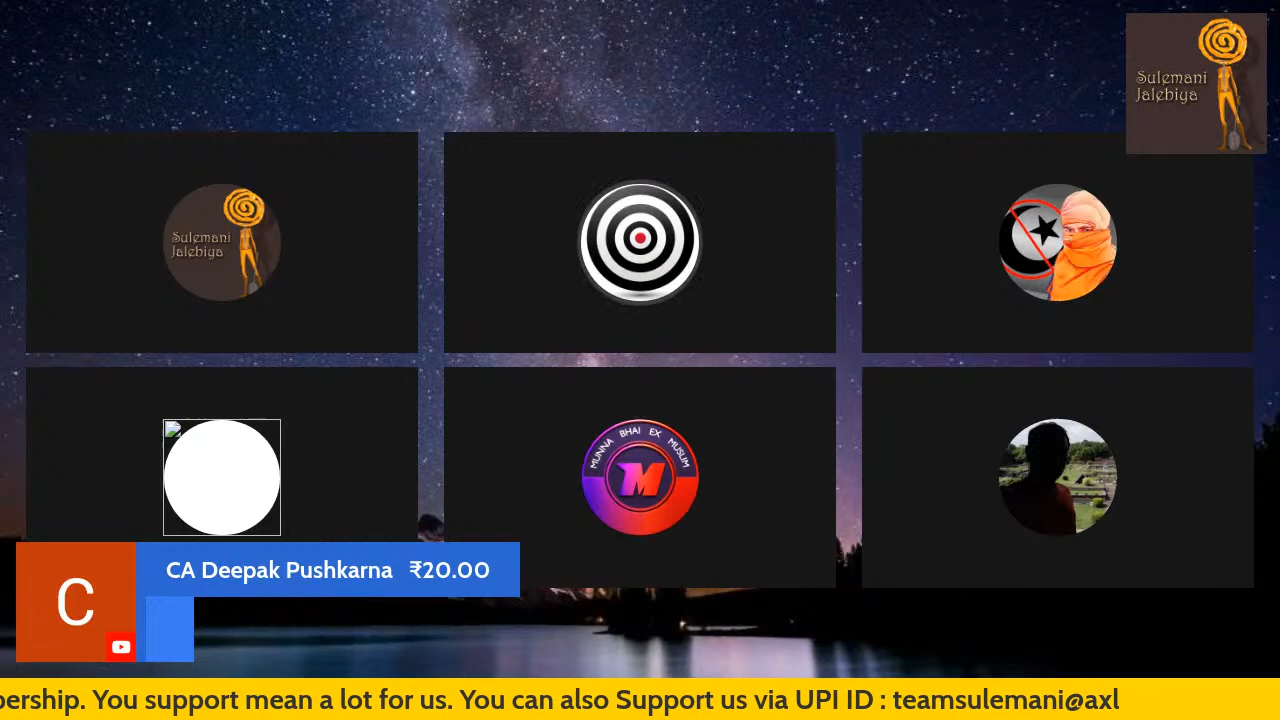 Sulemani
Jalebiya
Sulemani
Jalebiya
MUNNA BHAI EX MUSLIM
M
C
CA Deepak Pushkarna ₹20.00
pership. You support mean a lot for us. You can also Support us via UPI ID : teamsulemani@axl